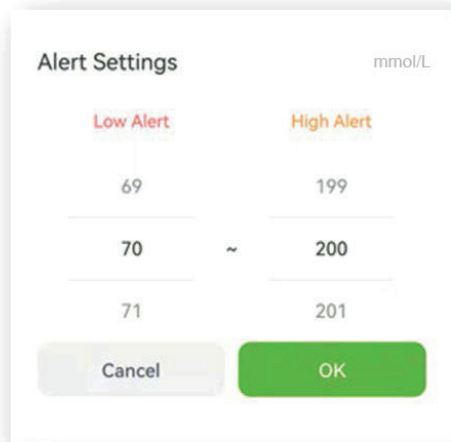 Alert Settings mmol/L
Low Alert High Alert
69 199
70 ~ 200
71 201
Cancel OK